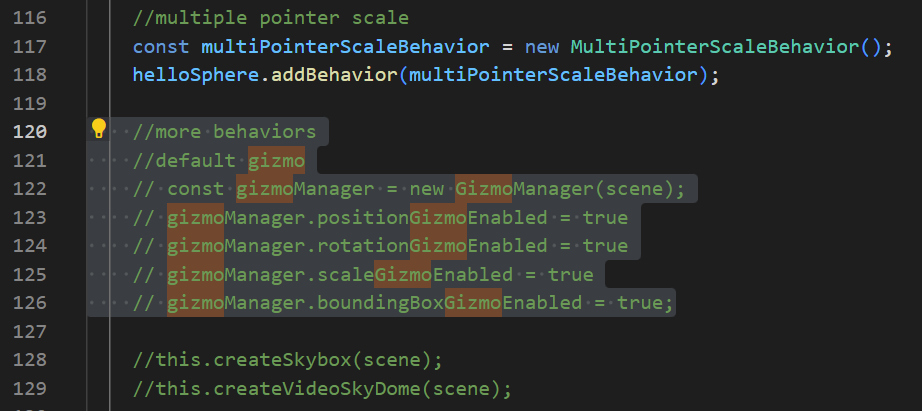 116 //multiple pointer scale
117 const multiPointerScaleBehavior = new MultiPointerScaleBehavior();
118 helloSphere.addBehavior(multiPointerScaleBehavior);
119
120 //more behaviors
121 //default gizmo
122 // const gizmoManager = new GizmoManager(scene);
123 // gizmoManager.positionGizmoEnabled = true
124 // gizmoManager.rotationGizmoEnabled = true
125 // gizmoManager.scaleGizmoEnabled = true
126 // gizmoManager.boundingBoxGizmoEnabled = true;
127
128 //this.createSkybox(scene);
129 //this.createVideoSkyDome(scene);